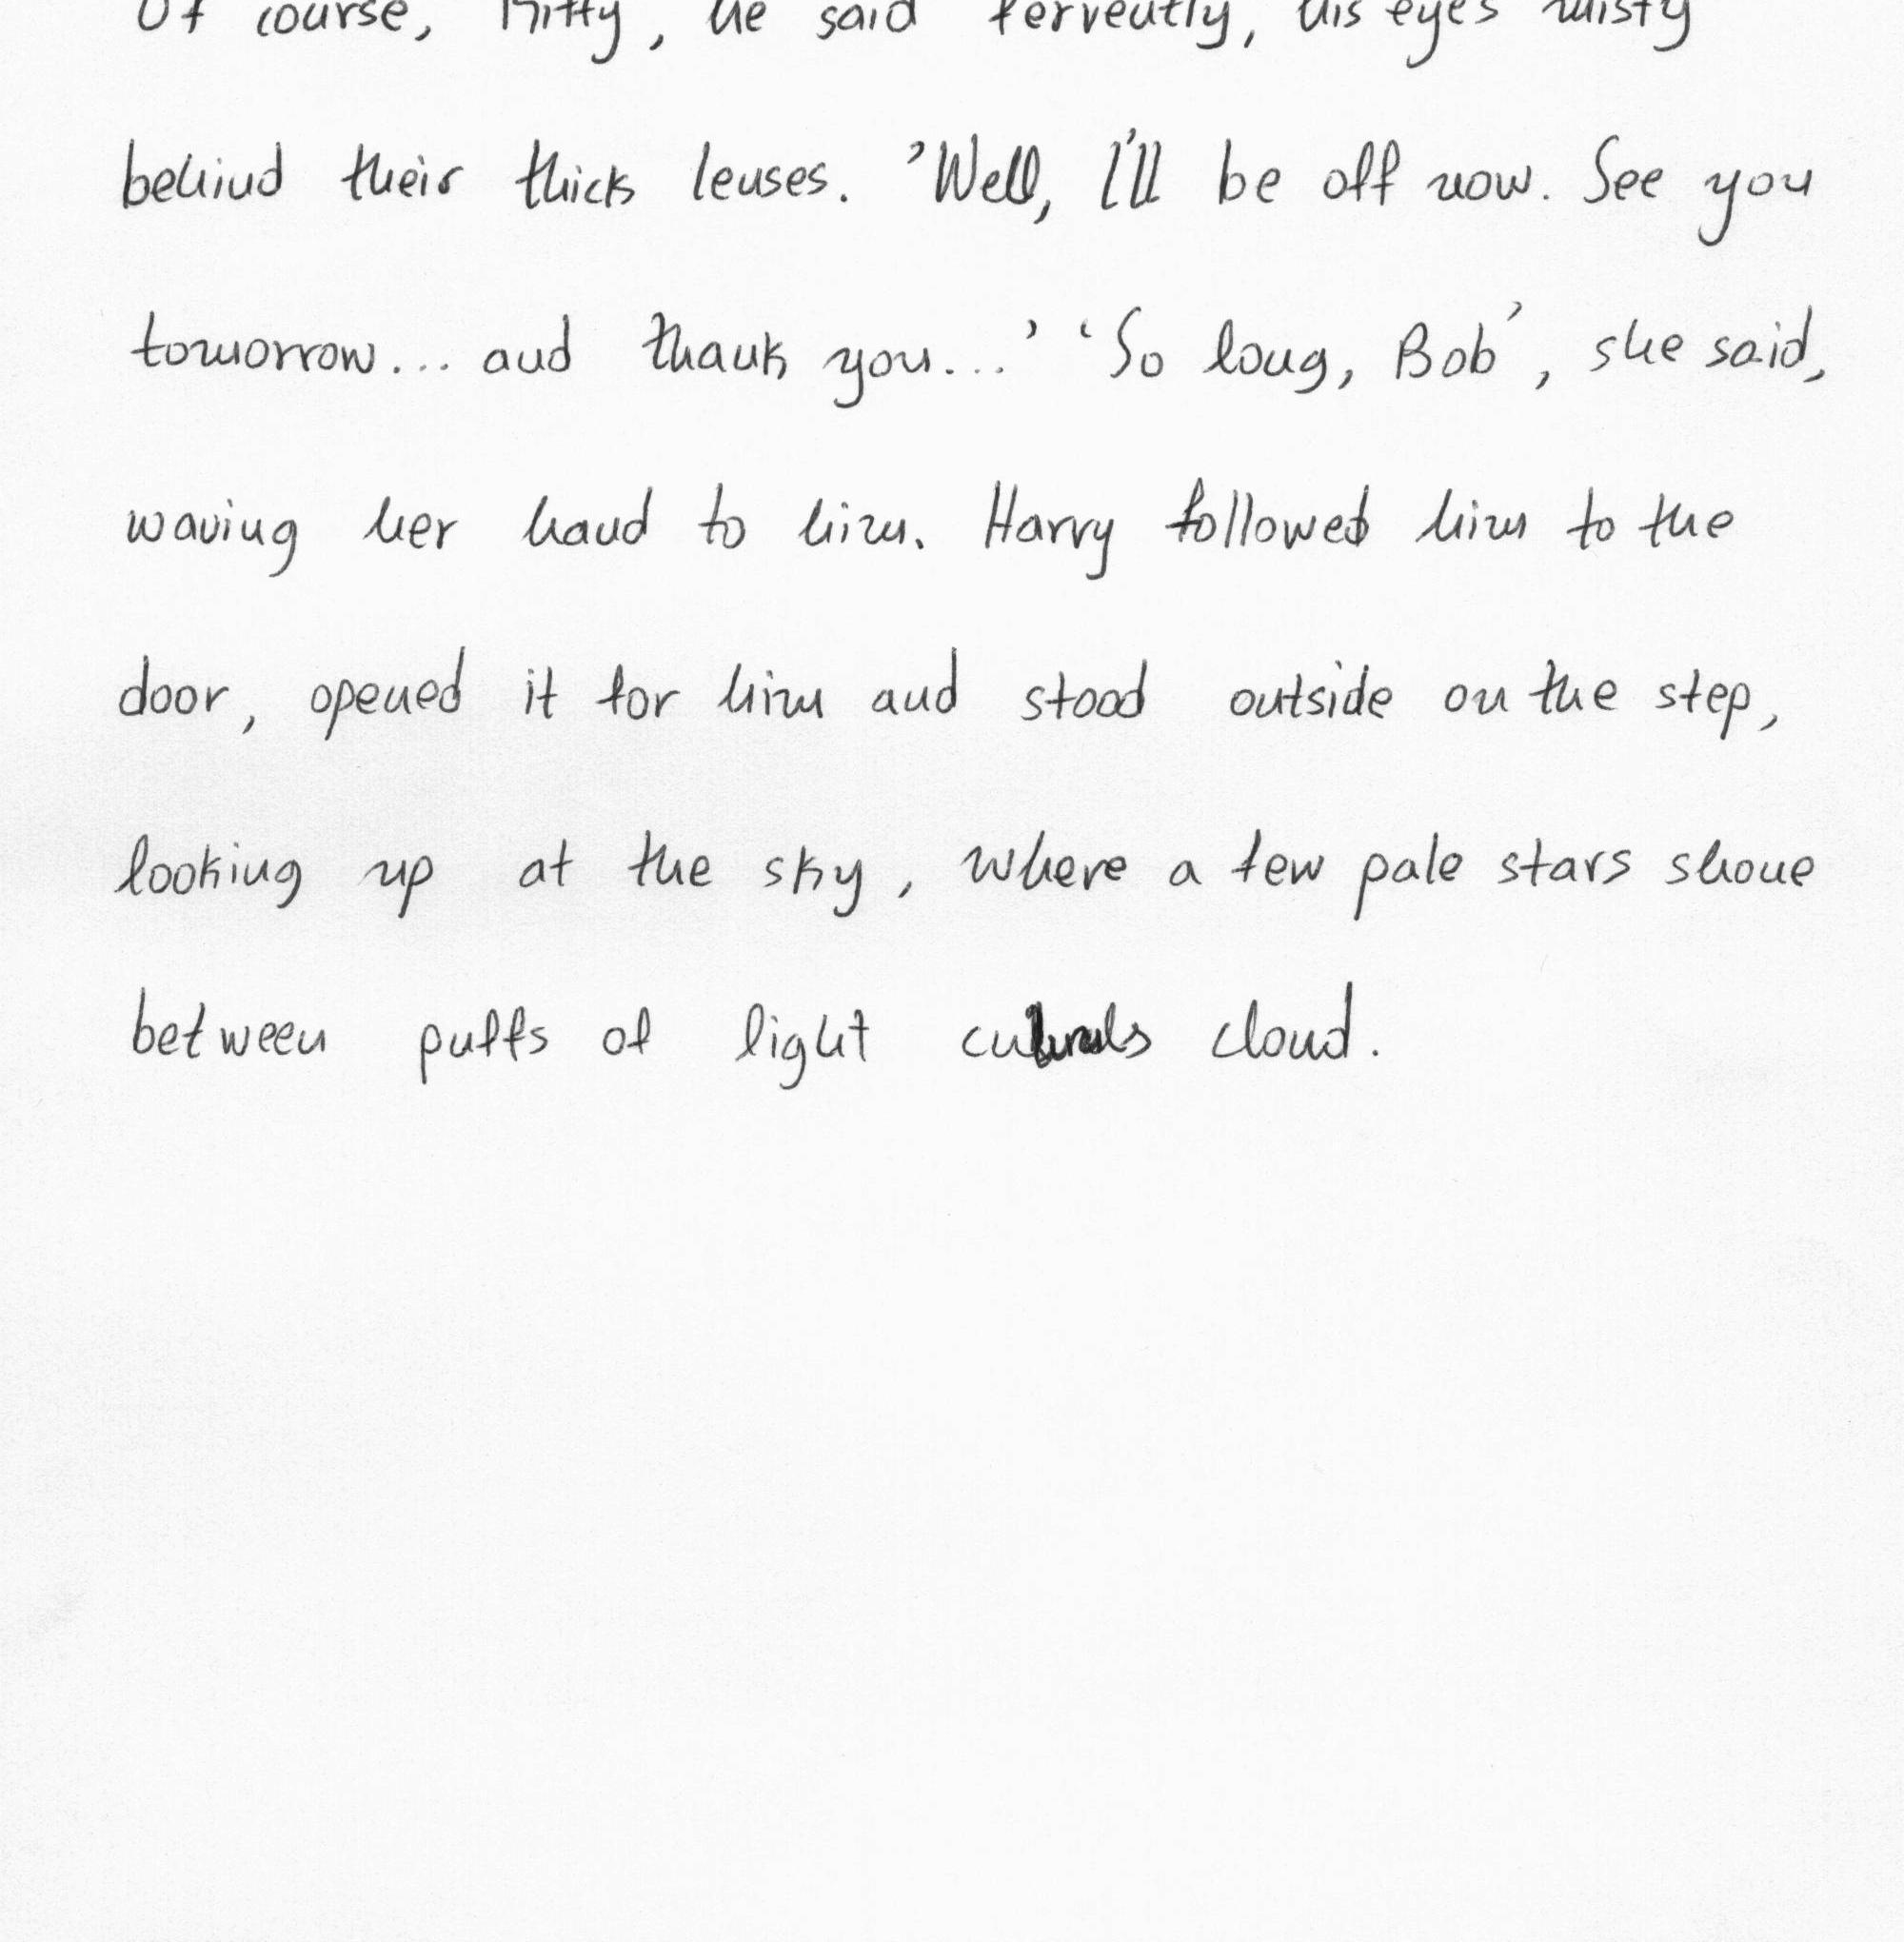 Of course, Kitty, he said fervently, his eyes misty
behind their thick lenses. 'Well, I'll be off now. See you
tomorrow... and thank you...' 'So long, Bob', she said,
waving her hand to him. Harry followed him to the
door, opened it for him and stood outside on the step,
looking up at the sky, where a few pale stars shone
between puffs of light cloud.